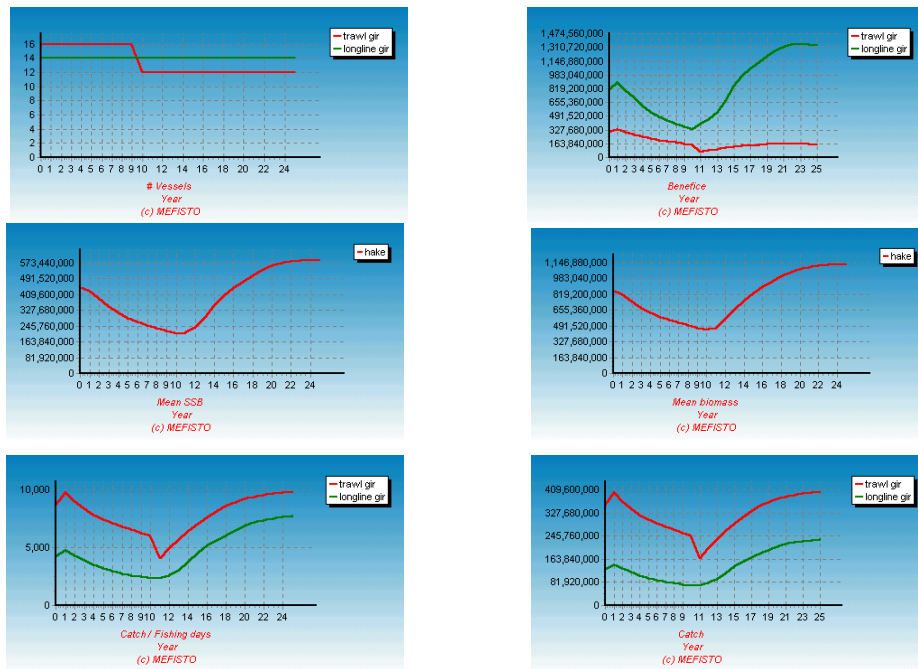 16
14
12
10
8
6
4
2
0
0 1 2 3 4 5 6 7 8 9 10 12 14 16 18 20 22 24
trawl gir
longline gir
# Vessels
Year
(c) MEFISTO
1,474,560,000
1,310,720,000
1,146,880,000
983,040,000
819,200,000
655,360,000
491,520,000
327,680,000
163,840,000
0
0 1 2 3 4 5 6 7 8 9 11 13 15 17 19 21 23 25
trawl gir
longline gir
Benefice
Year
(c) MEFISTO
573,440,000
491,520,000
409,600,000
327,680,000
245,760,000
163,840,000
81,920,000
0
0 1 2 3 4 5 6 7 8 9 10 12 14 16 18 20 22 24
hake
Mean SSB
Year
(c) MEFISTO
1,146,880,000
983,040,000
819,200,000
655,360,000
491,520,000
327,680,000
163,840,000
0
0 1 2 3 4 5 6 7 8 9 10 12 14 16 18 20 22 24
hake
Mean biomass
Year
(c) MEFISTO
10,000
5,000
0
0 1 2 3 4 5 6 7 8 9 10 12 14 16 18 20 22 24
trawl gir
longline gir
Catch / Fishing days
Year
(c) MEFISTO
409,600,000
327,680,000
245,760,000
163,840,000
81,920,000
0
0 1 2 3 4 5 6 7 8 9 11 13 15 17 19 21 23 25
trawl gir
longline gir
Catch
Year
(c) MEFISTO